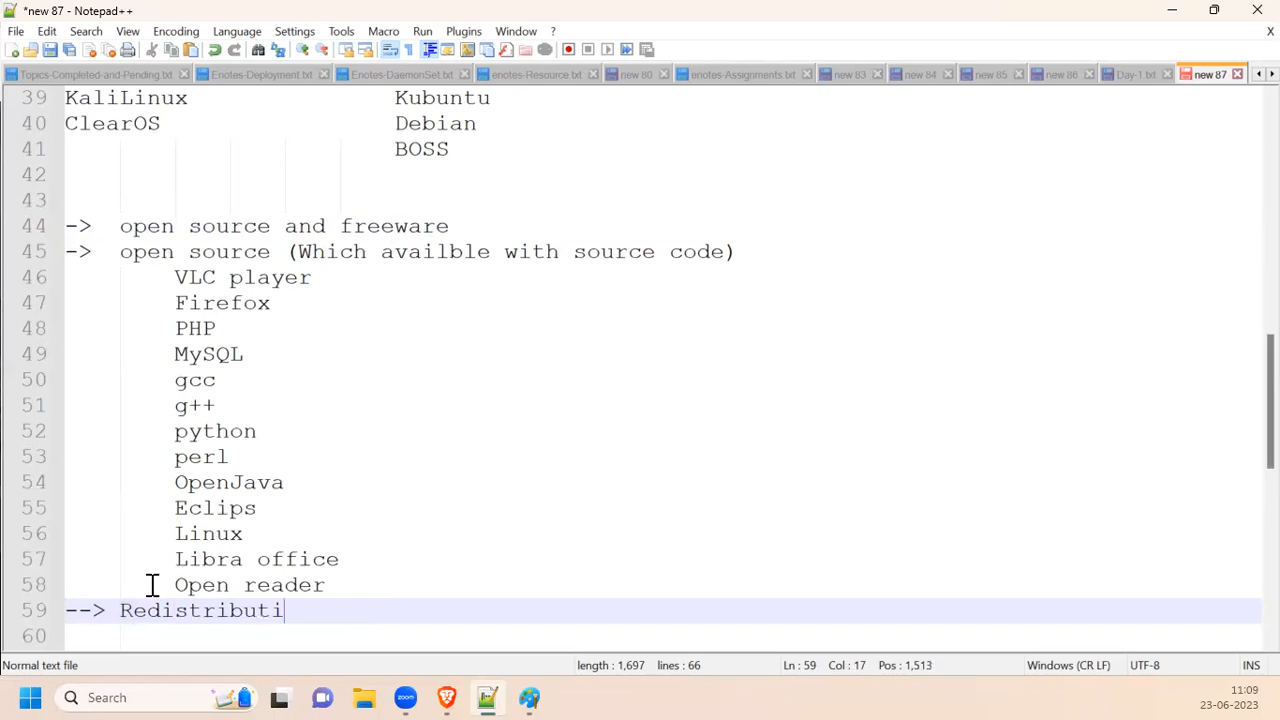 *new 87 - Notepad++
File Edit Search View Encoding Language Settings Tools Macro Run Plugins Window ? X
Topics-Completed-and-Pending.txt Enotes-Deployment.txt Enotes-DaemonSet.txt enotes-Resource1.txt new 80 enotes-Assignments.txt new 83 new 84 new 85 new 86 Day-1.txt new 87
39 KaliLinux Kubuntu
40 ClearOS Debian
41 BOSS
42
43
44 -> open source and freeware
45 -> open source (Which availble with source code)
46 VLC player
47 Firefox
48 PHP
49 MySQL
50 gcc
51 g++
52 python
53 perl
54 OpenJava
55 Eclips
56 Linux
57 Libra office
58 Open reader
59 --> Redistributi
60
Normal text file length : 1,697 lines : 66 Ln : 59 Col : 17 Pos : 1,513 Windows (CR LF) UTF-8 INS
Search zoom 11:09
23-06-2023